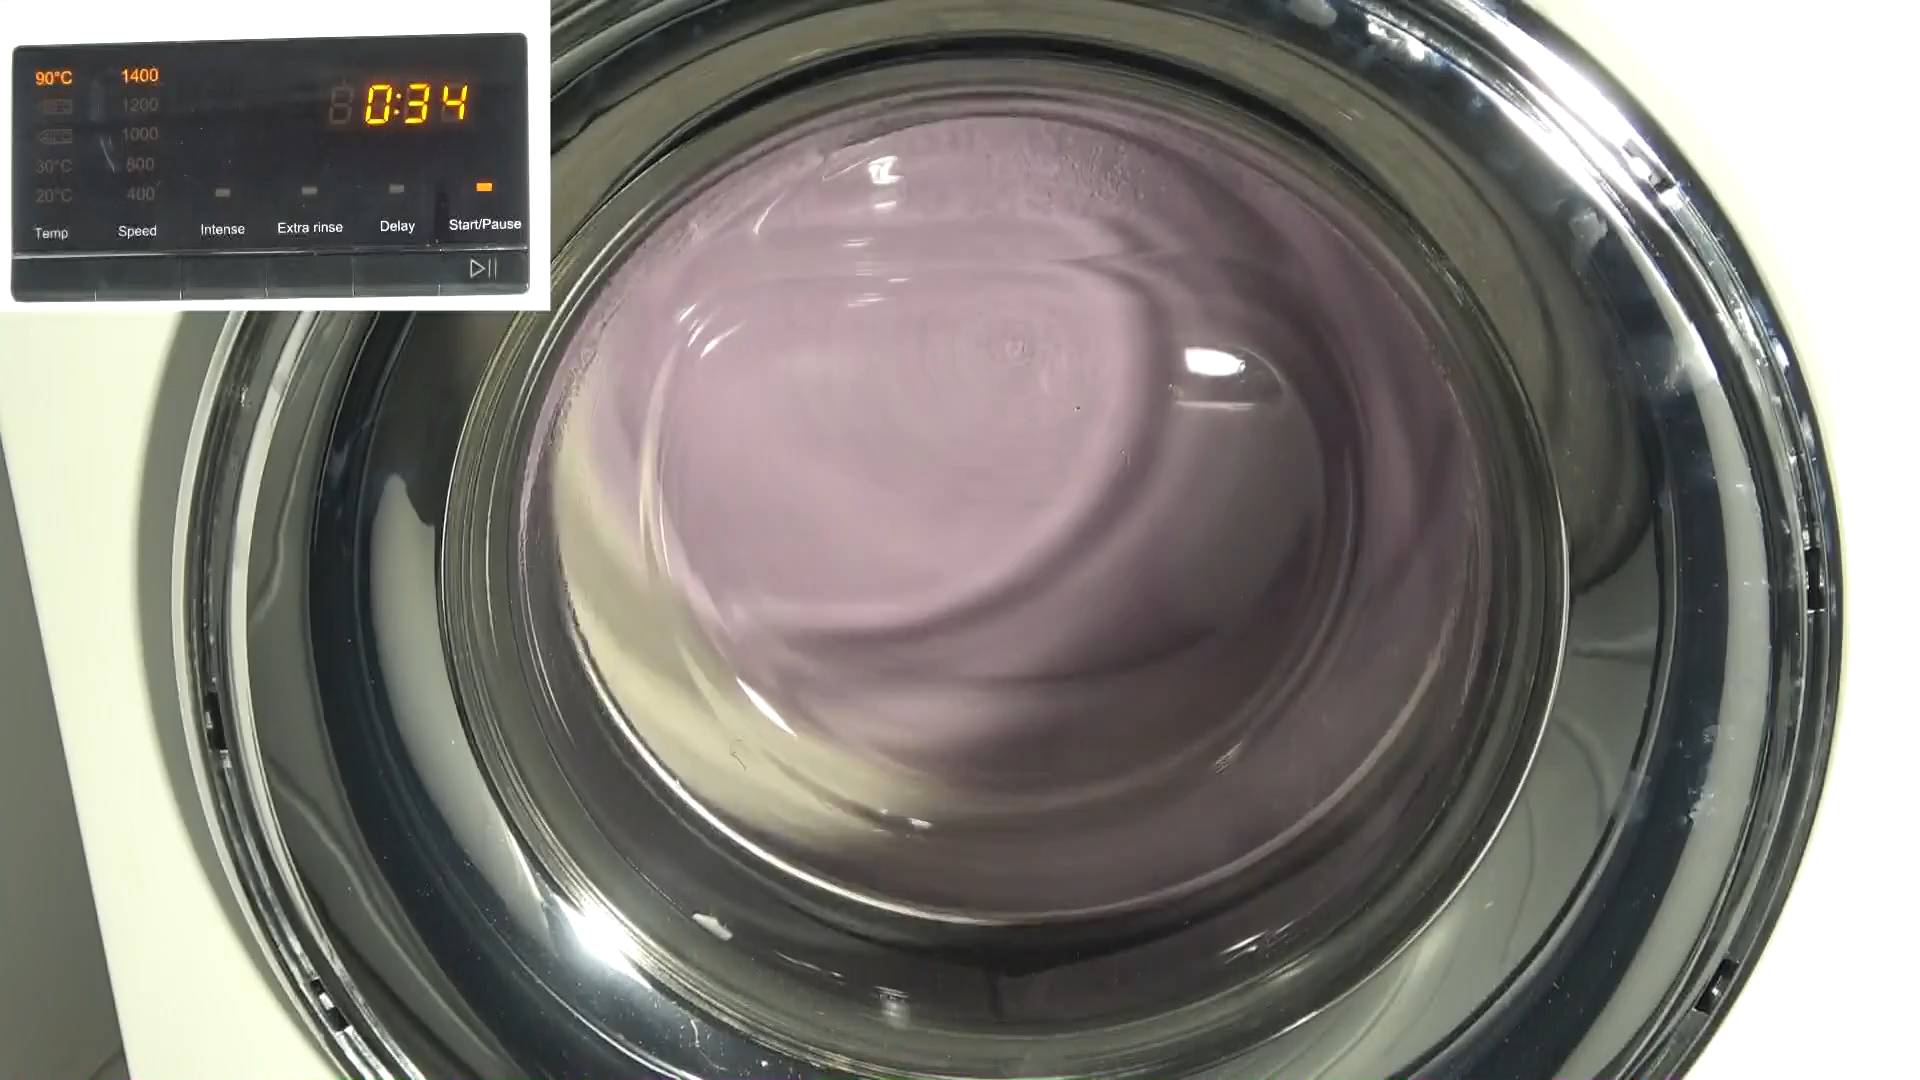 90°C 1400 0:34
1200
1000
30°C 800
20°C 400
Temp Speed Intense Extra rinse Delay Start/Pause